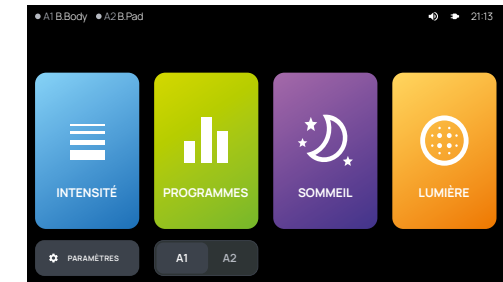 A1 B.Body A2 B.Pad 21:13
INTENSITÉ PROGRAMMES SOMMEIL LUMIÈRE
PARAMÈTRES A1 A2